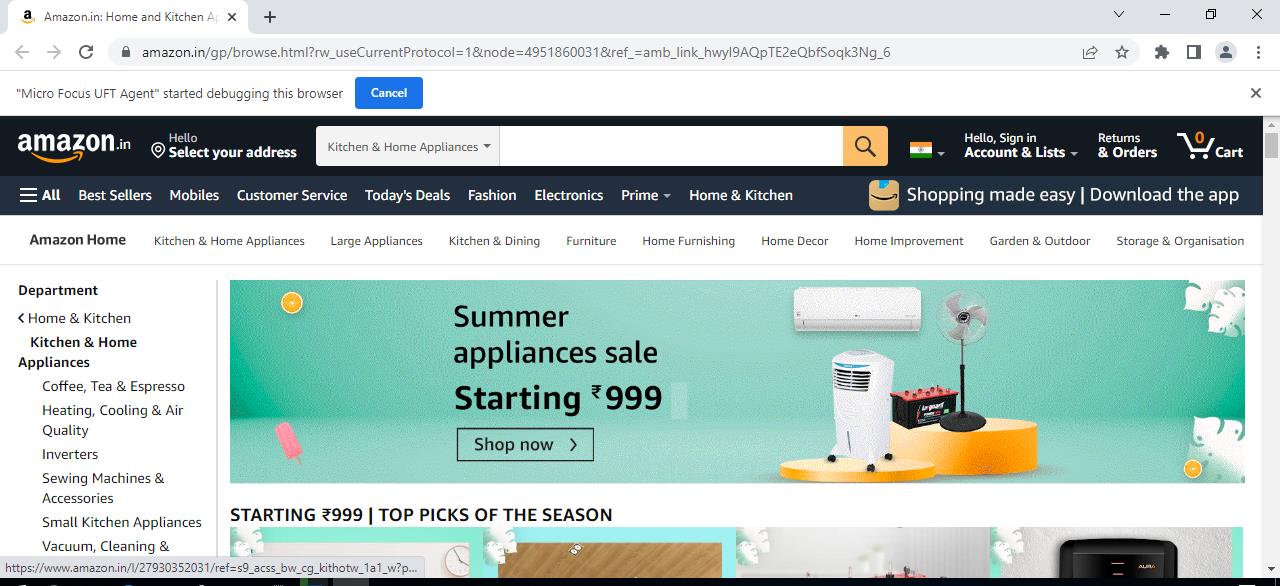 Amazon.in: Home and Kitchen Ap
amazon.in/gp/browse.html?rw_useCurrentProtocol=1&node=4951860031&ref_=amb_link_hwyI9AQpTE2eQbfSoqk3Ng_6
"Micro Focus UFT Agent" started debugging this browser
Cancel
amazon.in
Hello
Select your address
Kitchen & Home Appliances
Hello, Sign in
Account & Lists
Returns
& Orders
0
Cart
All
Best Sellers
Mobiles
Customer Service
Today's Deals
Fashion
Electronics
Prime
Home & Kitchen
Shopping made easy | Download the app
Amazon Home
Kitchen & Home Appliances
Large Appliances
Kitchen & Dining
Furniture
Home Furnishing
Home Decor
Home Improvement
Garden & Outdoor
Storage & Organisation
Department
Home & Kitchen
Kitchen & Home
Appliances
Coffee, Tea & Espresso
Heating, Cooling & Air
Quality
Inverters
Sewing Machines &
Accessories
Small Kitchen Appliances
Vacuum, Cleaning &
Summer
appliances sale
Starting ₹999
Shop now
STARTING ₹999 | TOP PICKS OF THE SEASON
AURA
https://www.amazon.in/l/27930352031/ref=s9_acss_bw_cg_kithotw_1a1_w?p...